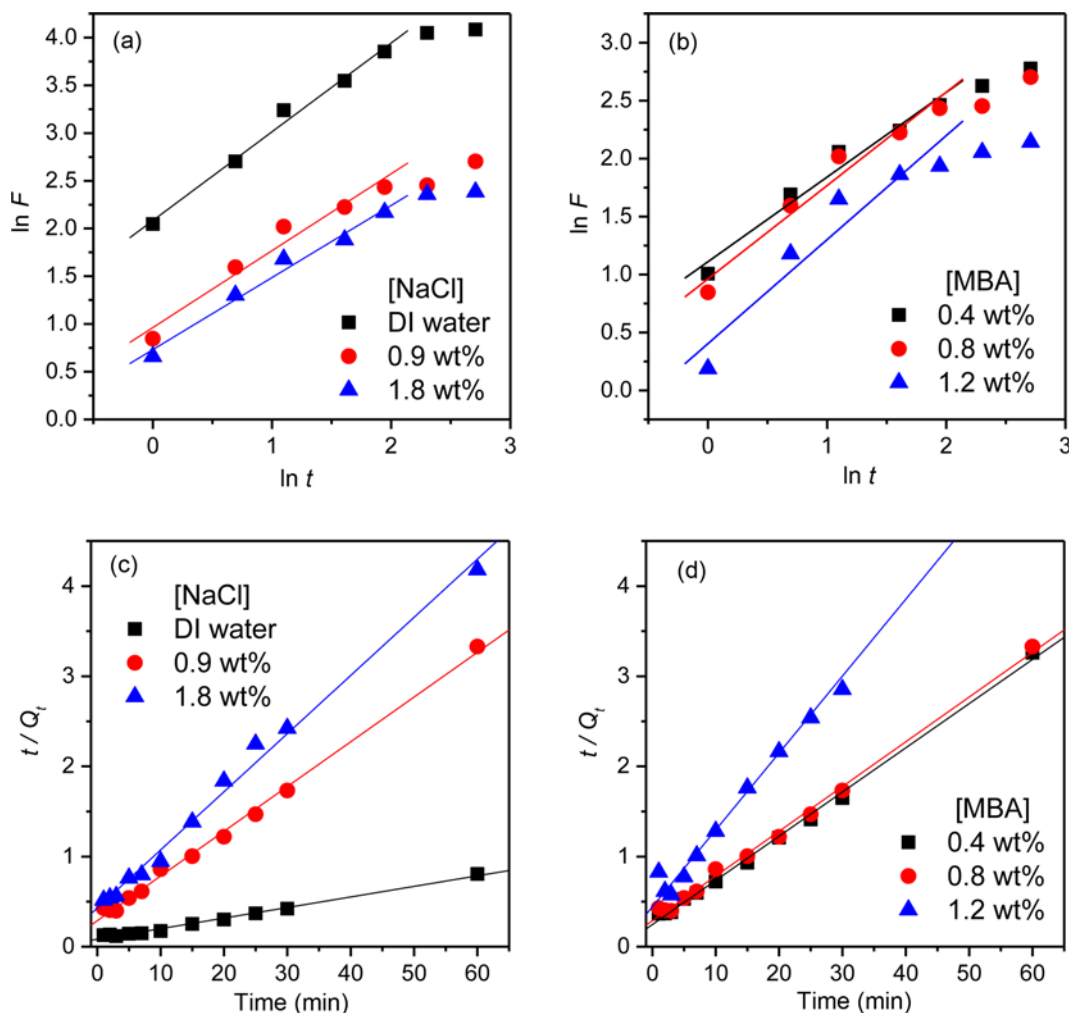 (a)
ln F
4.0
3.5
3.0
2.5
2.0
1.5
1.0
0.5
0.0
[NaCl]
DI water
0.9 wt%
1.8 wt%
0 1 2 3
ln t
(b)
ln F
3.0
2.5
2.0
1.5
1.0
0.5
0.0
[MBA]
0.4 wt%
0.8 wt%
1.2 wt%
0 1 2 3
ln t
(c)
t / Qt
4
3
2
1
0
[NaCl]
DI water
0.9 wt%
1.8 wt%
0 10 20 30 40 50 60
Time (min)
(d)
t / Qt
4
3
2
1
0
[MBA]
0.4 wt%
0.8 wt%
1.2 wt%
0 10 20 30 40 50 60
Time (min)